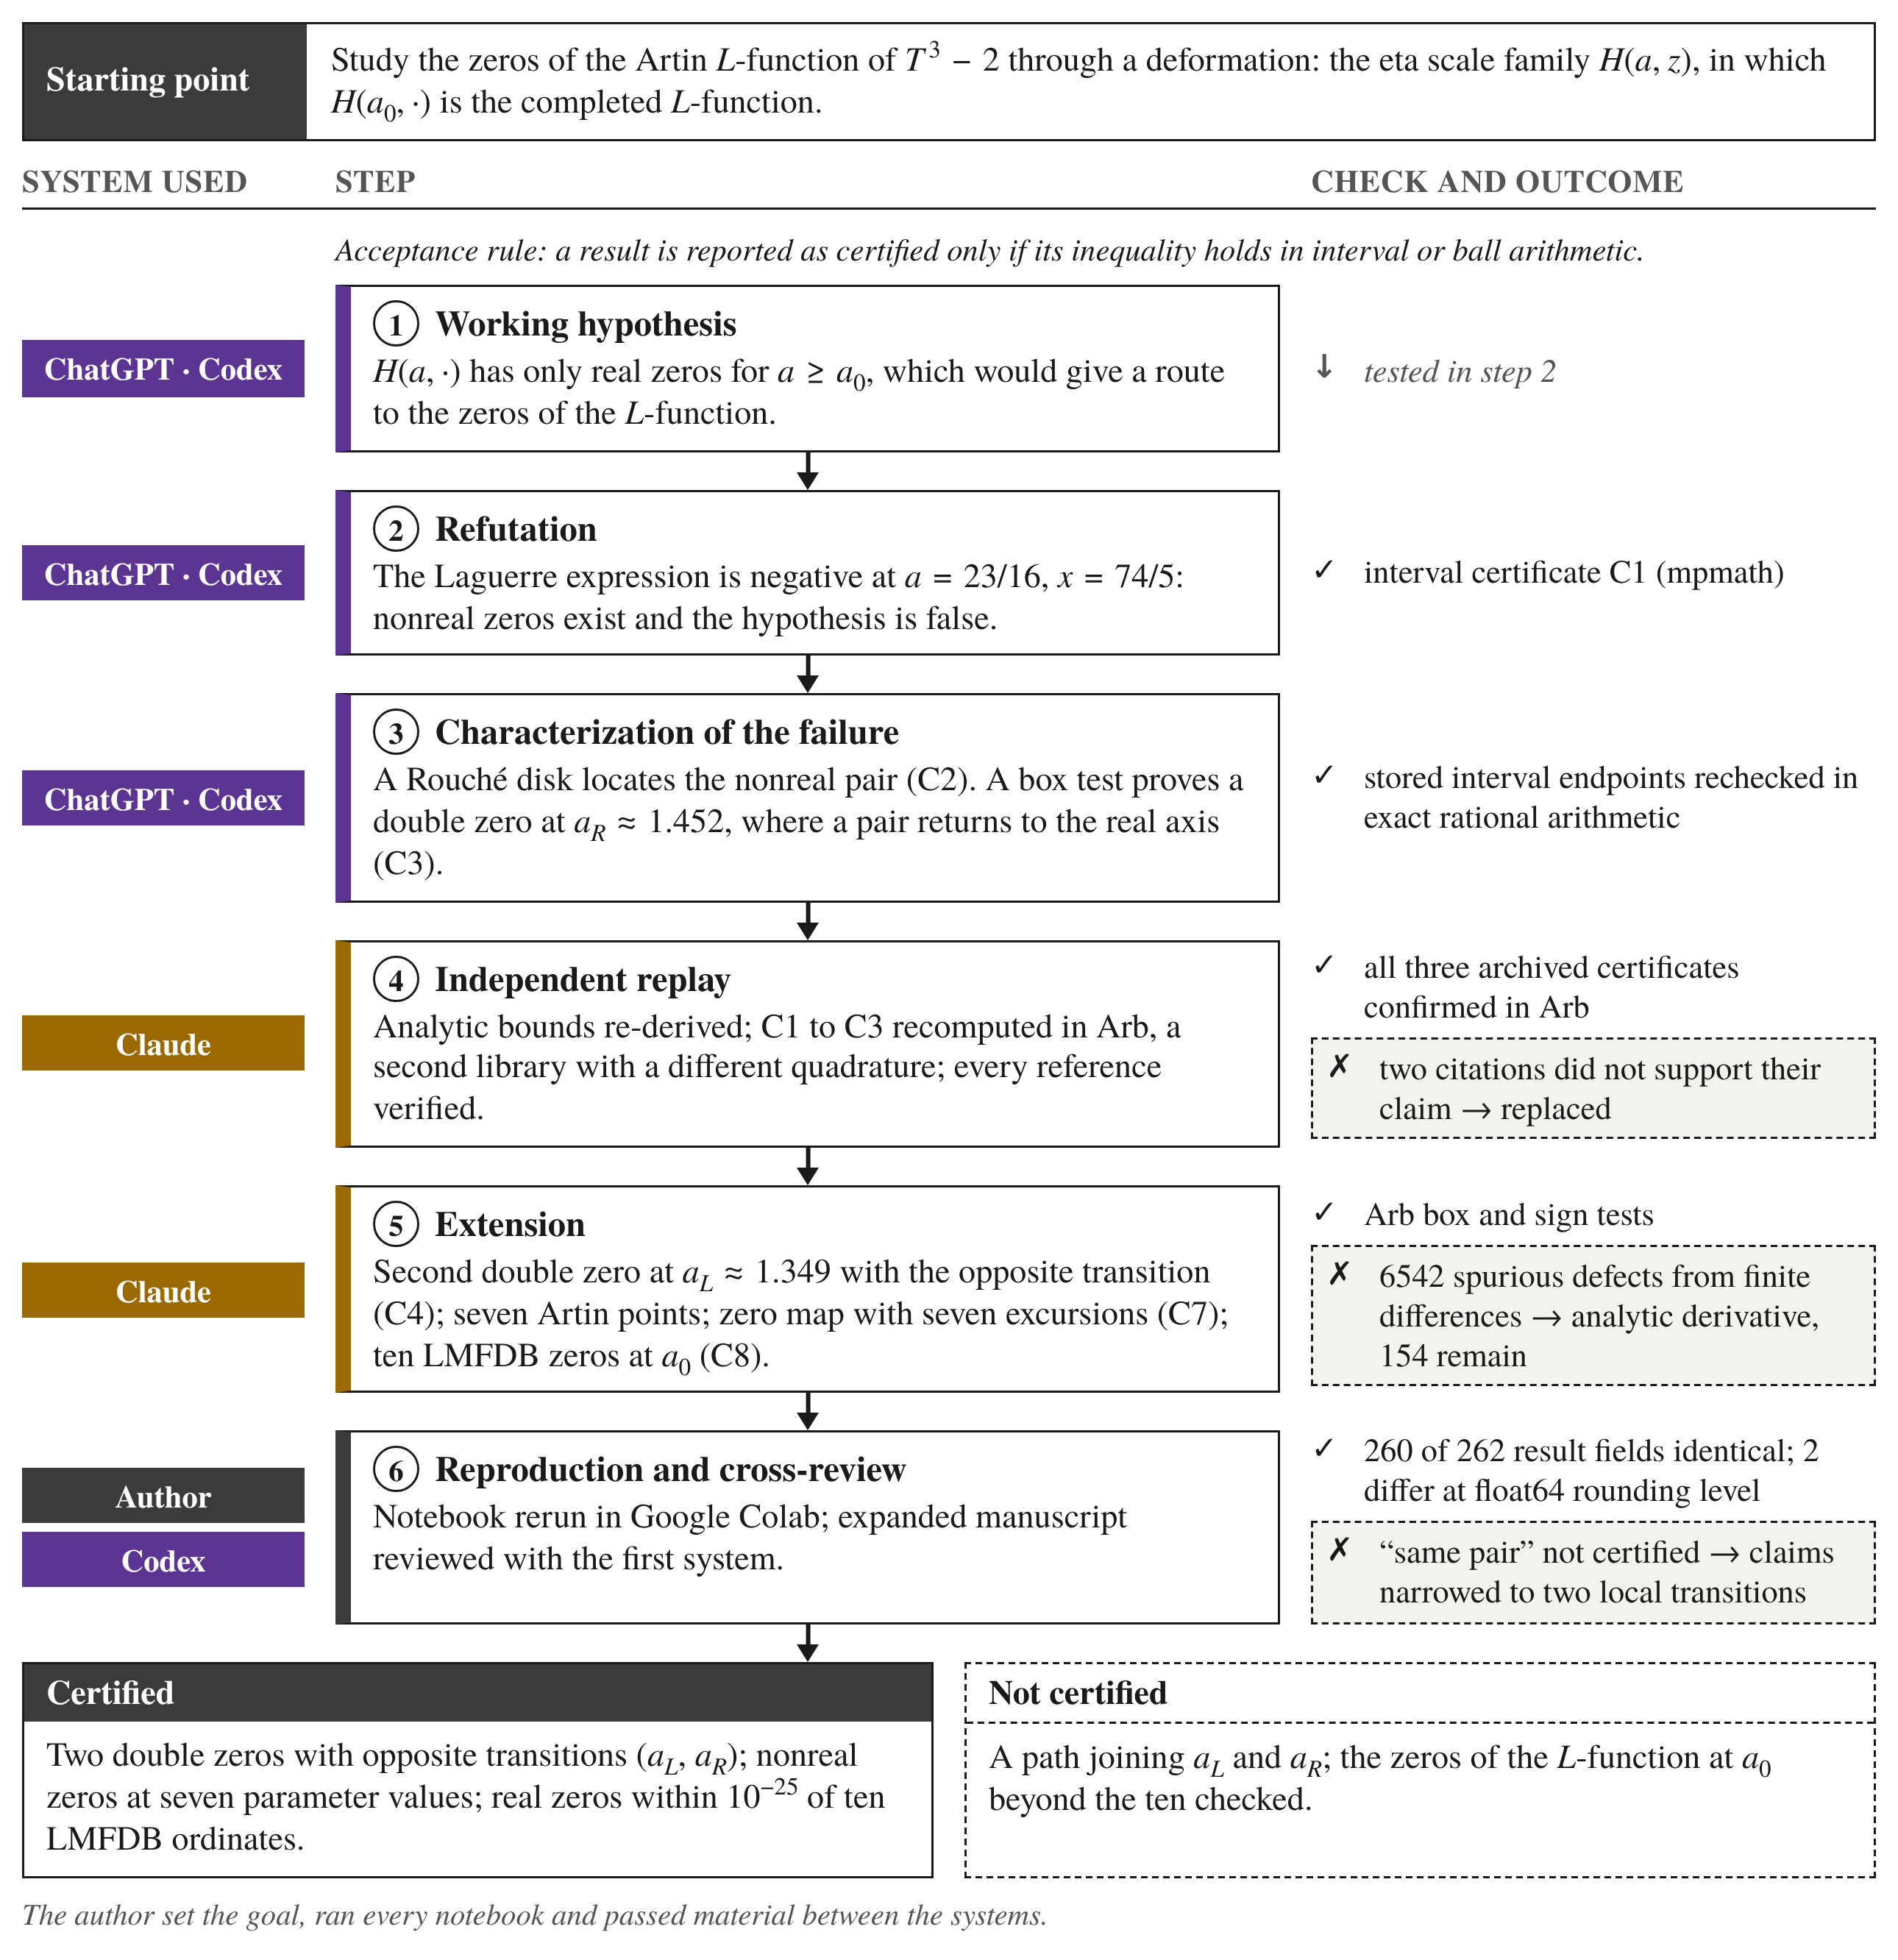 Starting point
Study the zeros of the Artin L-function of T³ − 2 through a deformation: the eta scale family H(a, z), in which
H(a₀, ·) is the completed L-function.
SYSTEM USED STEP CHECK AND OUTCOME
Acceptance rule: a result is reported as certified only if its inequality holds in interval or ball arithmetic.
ChatGPT · Codex
1 Working hypothesis
H(a, ·) has only real zeros for a ≥ a₀, which would give a route
to the zeros of the L-function.
↓ tested in step 2
ChatGPT · Codex
2 Refutation
The Laguerre expression is negative at a = 23/16, x = 74/5:
nonreal zeros exist and the hypothesis is false.
✓ interval certificate C1 (mpmath)
ChatGPT · Codex
3 Characterization of the failure
A Rouché disk locates the nonreal pair (C2). A box test proves a
double zero at a_R ≈ 1.452, where a pair returns to the real axis
(C3).
✓ stored interval endpoints rechecked in
exact rational arithmetic
Claude
4 Independent replay
Analytic bounds re-derived; C1 to C3 recomputed in Arb, a
second library with a different quadrature; every reference
verified.
✓ all three archived certificates
confirmed in Arb
✗ two citations did not support their
claim → replaced
Claude
5 Extension
Second double zero at a_L ≈ 1.349 with the opposite transition
(C4); seven Artin points; zero map with seven excursions (C7);
ten LMFDB zeros at a₀ (C8).
✓ Arb box and sign tests
✗ 6542 spurious defects from finite
differences → analytic derivative,
154 remain
Author
Codex
6 Reproduction and cross-review
Notebook rerun in Google Colab; expanded manuscript
reviewed with the first system.
✓ 260 of 262 result fields identical; 2
differ at float64 rounding level
✗ “same pair” not certified → claims
narrowed to two local transitions
Certified
Two double zeros with opposite transitions (a_L, a_R); nonreal
zeros at seven parameter values; real zeros within 10⁻²⁵ of ten
LMFDB ordinates.
Not certified
A path joining a_L and a_R; the zeros of the L-function at a₀
beyond the ten checked.
The author set the goal, ran every notebook and passed material between the systems.